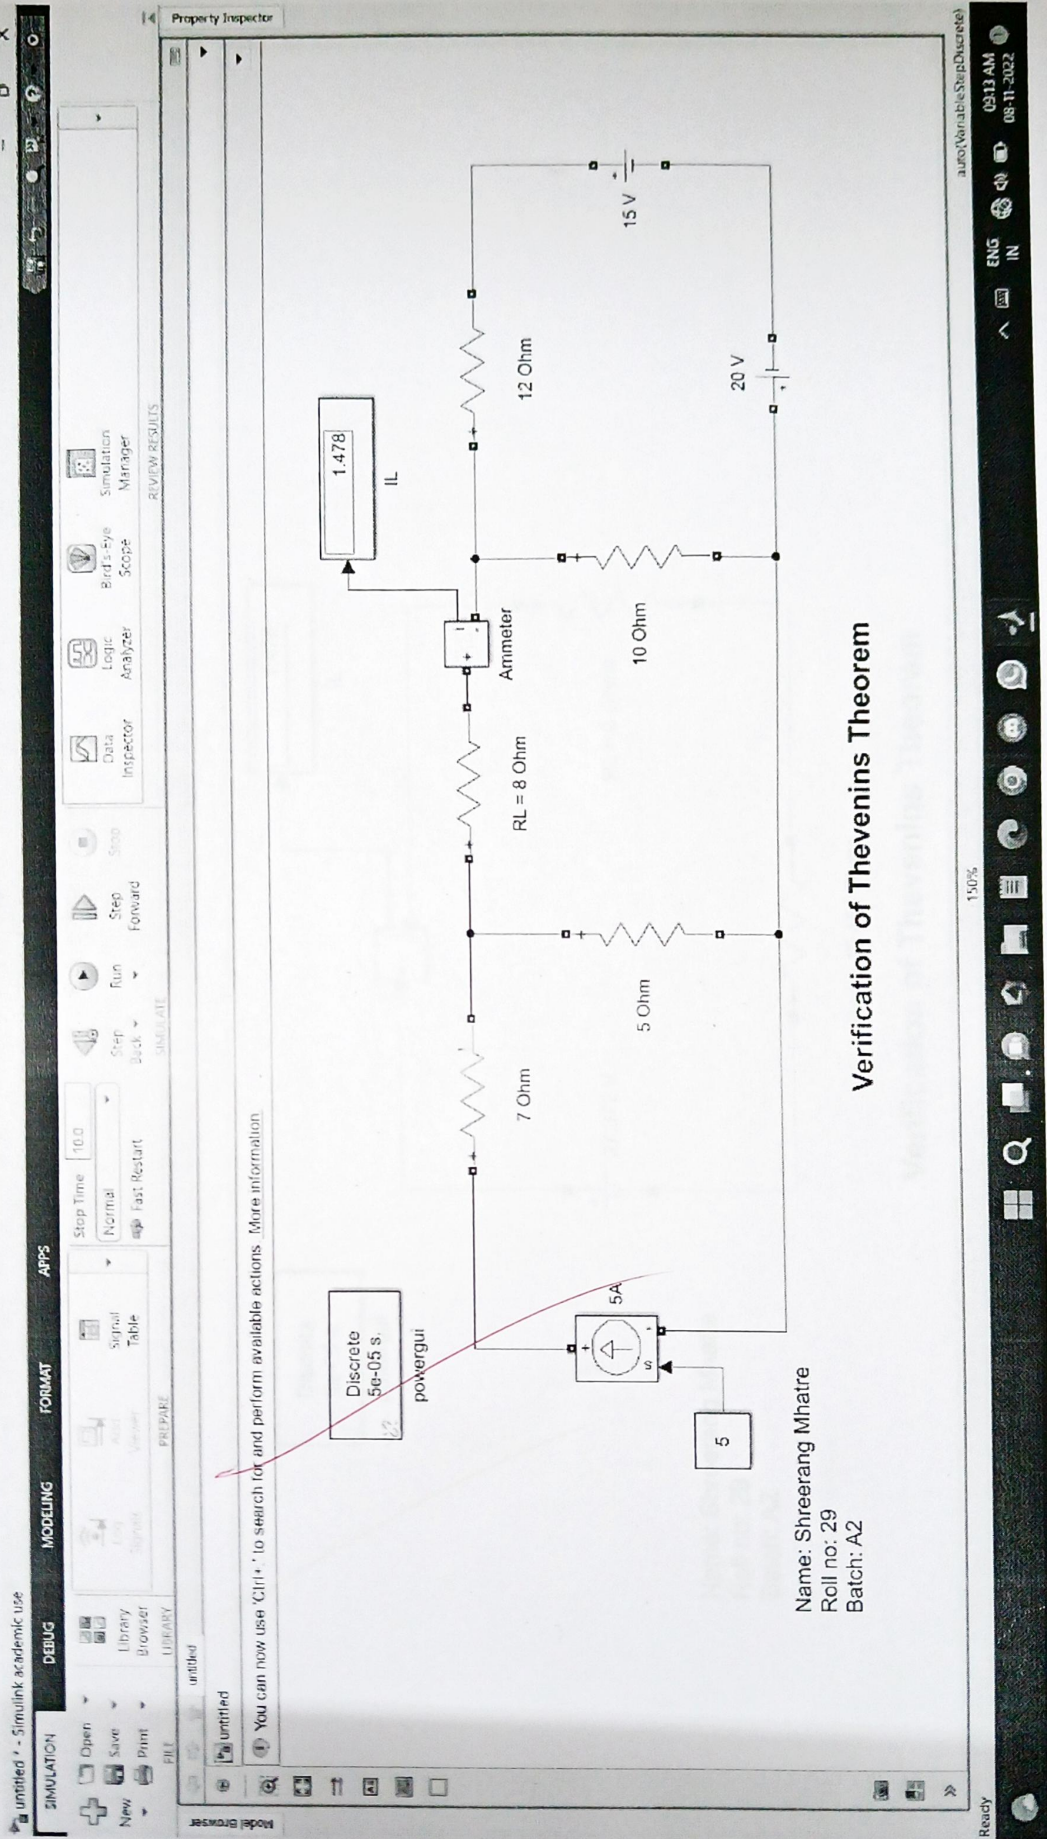 untitled * - Simulink academic use
SIMULATION
DEBUG
MODELING
FORMAT
APPS
New
Open
Save
Print
FILE
Library
Browser
LIBRARY
Signal
Table
PREPARE
Stop Time
10.0
Normal
Fast Restart
Step
Back
Run
Step
Forward
Stop
SIMULATE
Data
Inspector
Logic
Analyzer
Bird's-Eye
Scope
Simulation
Manager
REVIEW RESULTS
Property Inspector
Model Browser
untitled
untitled
You can now use 'Ctrl+.' to search for and perform available actions. More information
Discrete
5e-05 s.
powergui
1.478
IL
7 Ohm
RL = 8 Ohm
Ammeter
12 Ohm
5A
s
5
5 Ohm
10 Ohm
15 V
20 V
Name: Shreerang Mhatre
Roll no: 29
Batch: A2
Verification of Thevenins Theorem
Ready
150%
auto(VariableStepDiscrete)
ENG
IN
09:13 AM
08-11-2022